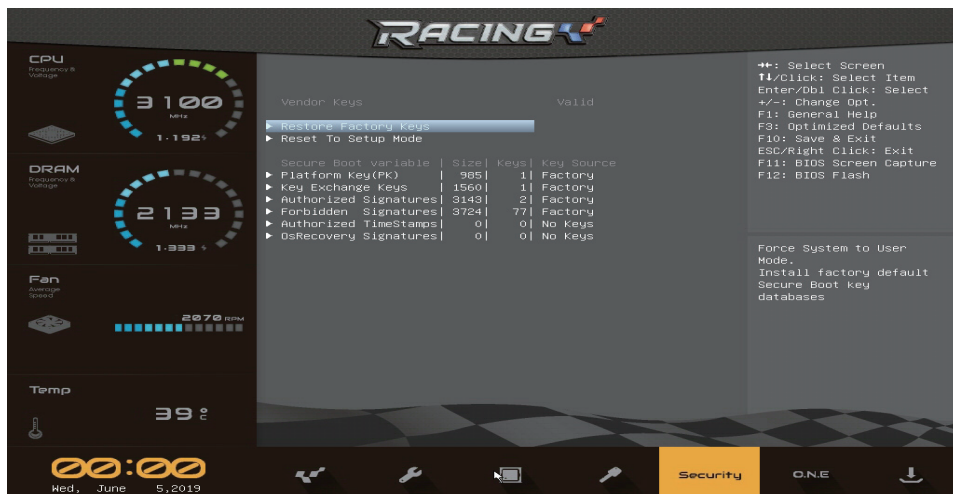 RACING
CPU
Frequency &
Voltage
3100
MHz
1.192 v
DRAM
Frequency &
Voltage
2133
MHz
1.333 v
Fan
Average
Speed
2070 RPM
Temp
39 °C
Vendor Keys Valid
► Restore Factory Keys
► Reset To Setup Mode
Secure Boot variable | Size| Keys| Key Source
► Platform Key(PK) | 985| 1| Factory
► Key Exchange Keys | 1560| 1| Factory
► Authorized Signatures| 3143| 2| Factory
► Forbidden Signatures| 3724| 77| Factory
► Authorized TimeStamps| 0| 0| No Keys
► OsRecovery Signatures| 0| 0| No Keys
→←: Select Screen
↑↓/Click: Select Item
Enter/Dbl Click: Select
+/-: Change Opt.
F1: General Help
F3: Optimized Defaults
F10: Save & Exit
ESC/Right Click: Exit
F11: BIOS Screen Capture
F12: BIOS Flash
Force System to User
Mode.
Install factory default
Secure Boot key
databases
00:00
Wed, June 5,2019
Security
O.N.E